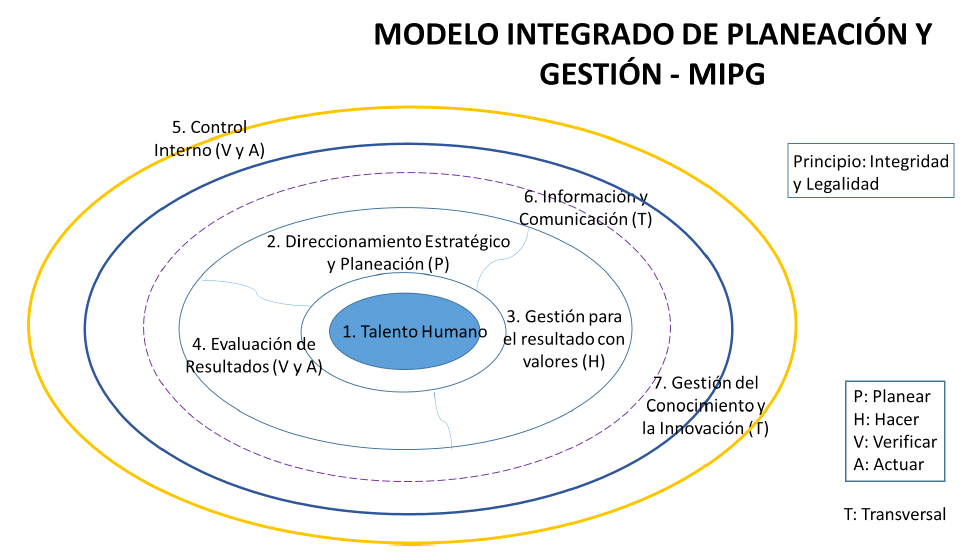 MODELO INTEGRADO DE PLANEACIÓN Y
GESTIÓN - MIPG
5. Control
Interno (V y A)
Principio: Integridad
y Legalidad
6. Información y
Comunicación (T)
2. Direccionamiento Estratégico
y Planeación (P)
1. Talento Humano
3. Gestión para
el resultado con
valores (H)
4. Evaluación de
Resultados (V y A)
7. Gestión del
Conocimiento y
la Innovación (T)
P: Planear
H: Hacer
V: Verificar
A: Actuar
T: Transversal